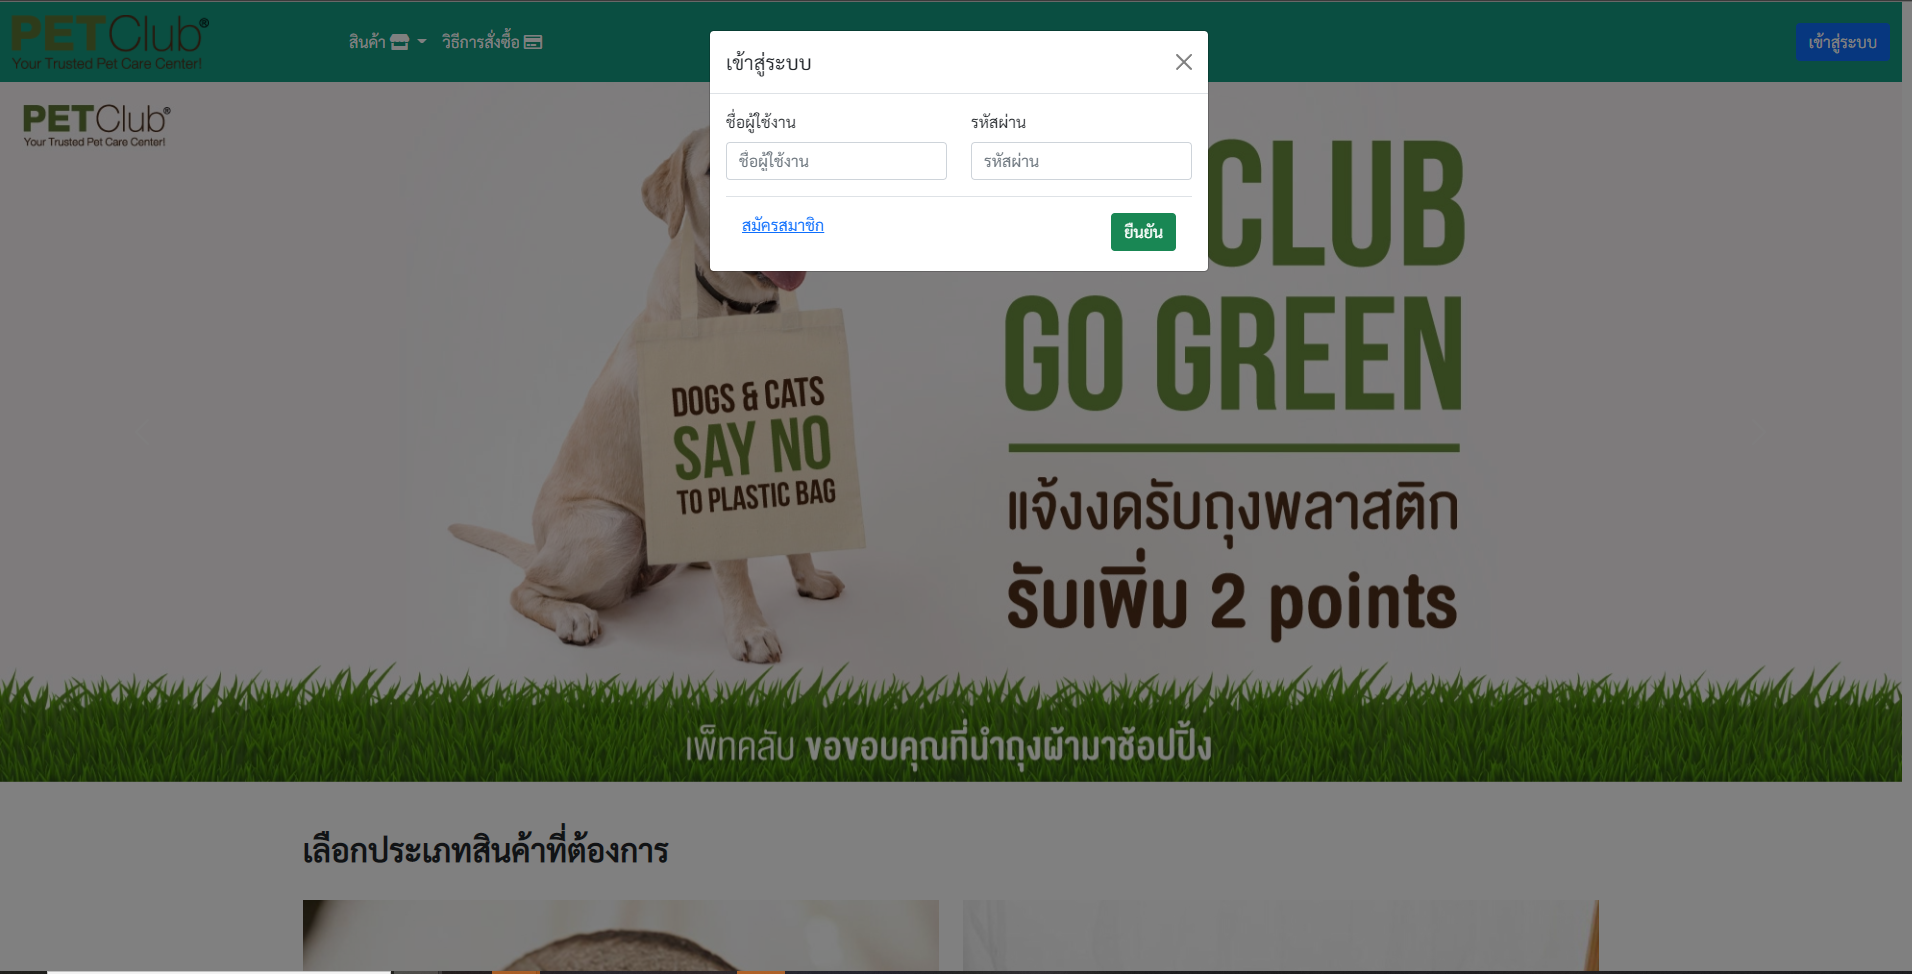 PETClub®
Your Trusted Pet Care Center!
สินค้า
วิธีการสั่งซื้อ
เข้าสู่ระบบ
เข้าสู่ระบบ
ชื่อผู้ใช้งาน
รหัสผ่าน
ชื่อผู้ใช้งาน
รหัสผ่าน
สมัครสมาชิก
ยืนยัน
PETClub®
Your Trusted Pet Care Center!
CLUB
GO GREEN
แจ้งงดรับถุงพลาสติก
รับเพิ่ม 2 points
DOGS & CATS
SAY NO
TO PLASTIC BAG
เพ็ทคลับ ขอขอบคุณที่นำถุงผ้ามาช้อปปิ้ง
เลือกประเภทสินค้าที่ต้องการ